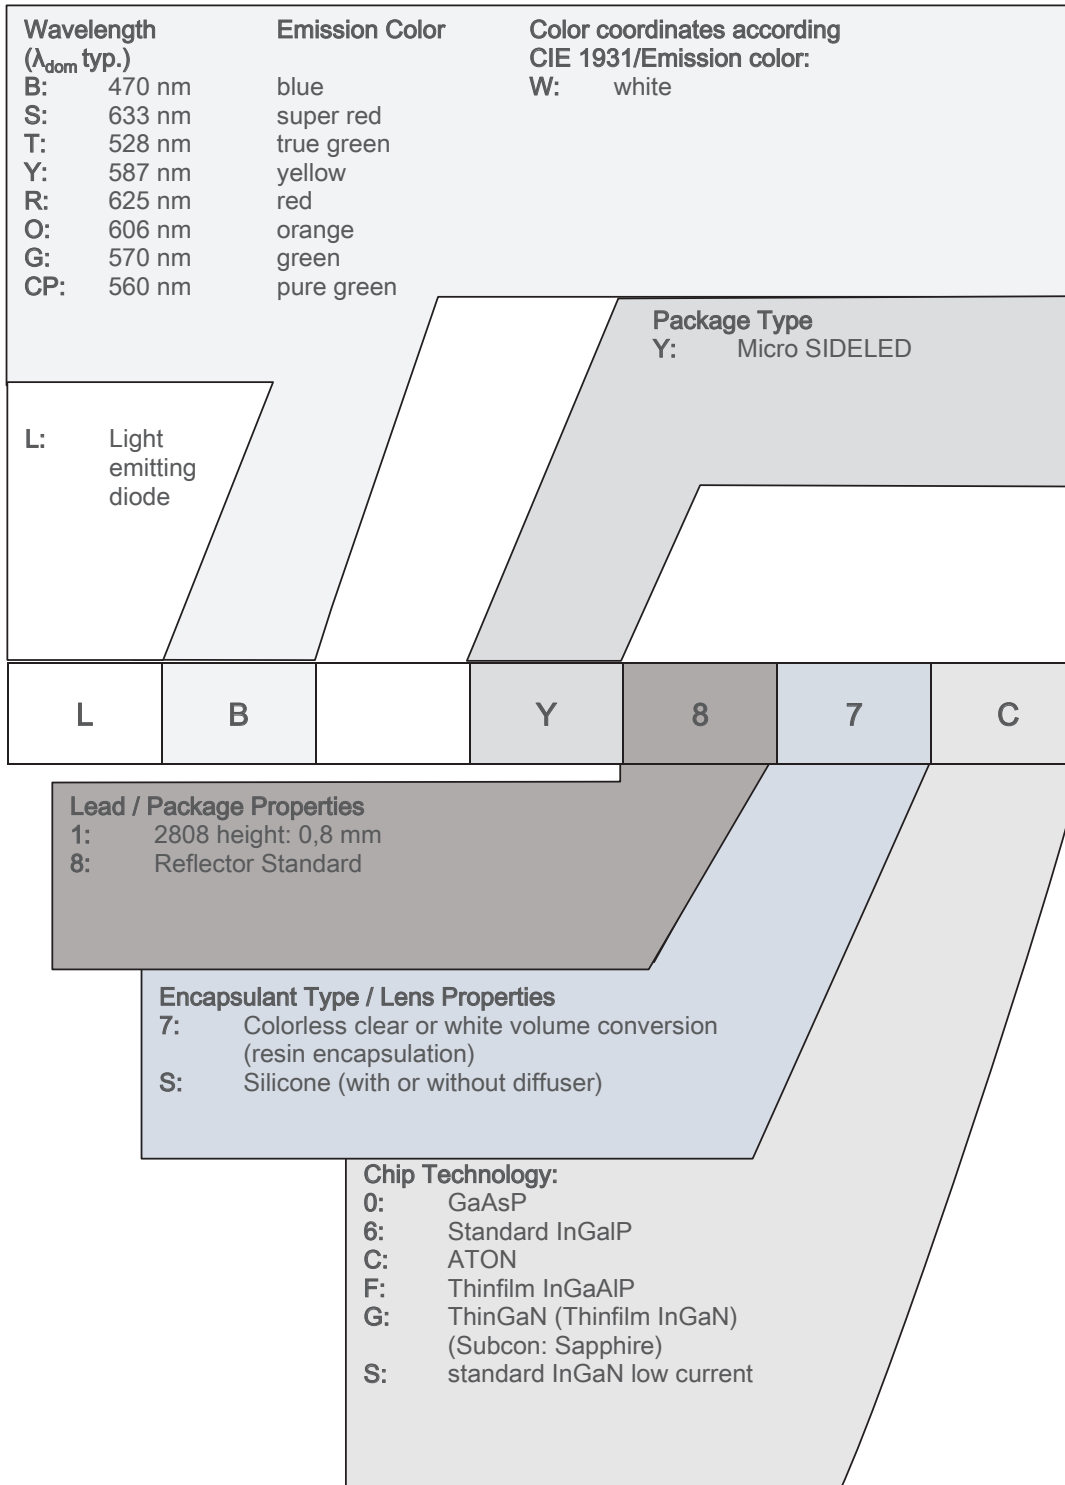 Wavelength Emission Color Color coordinates according
(λdom typ.) CIE 1931/Emission color:
B: 470 nm blue W: white
S: 633 nm super red
T: 528 nm true green
Y: 587 nm yellow
R: 625 nm red
O: 606 nm orange
G: 570 nm green
CP: 560 nm pure green
Package Type
Y: Micro SIDELED
L: Light
emitting
diode
L B Y 8 7 C
Lead / Package Properties
1: 2808 height: 0,8 mm
8: Reflector Standard
Encapsulant Type / Lens Properties
7: Colorless clear or white volume conversion
(resin encapsulation)
S: Silicone (with or without diffuser)
Chip Technology:
0: GaAsP
6: Standard InGalP
C: ATON
F: Thinfilm InGaAlP
G: ThinGaN (Thinfilm InGaN)
(Subcon: Sapphire)
S: standard InGaN low current